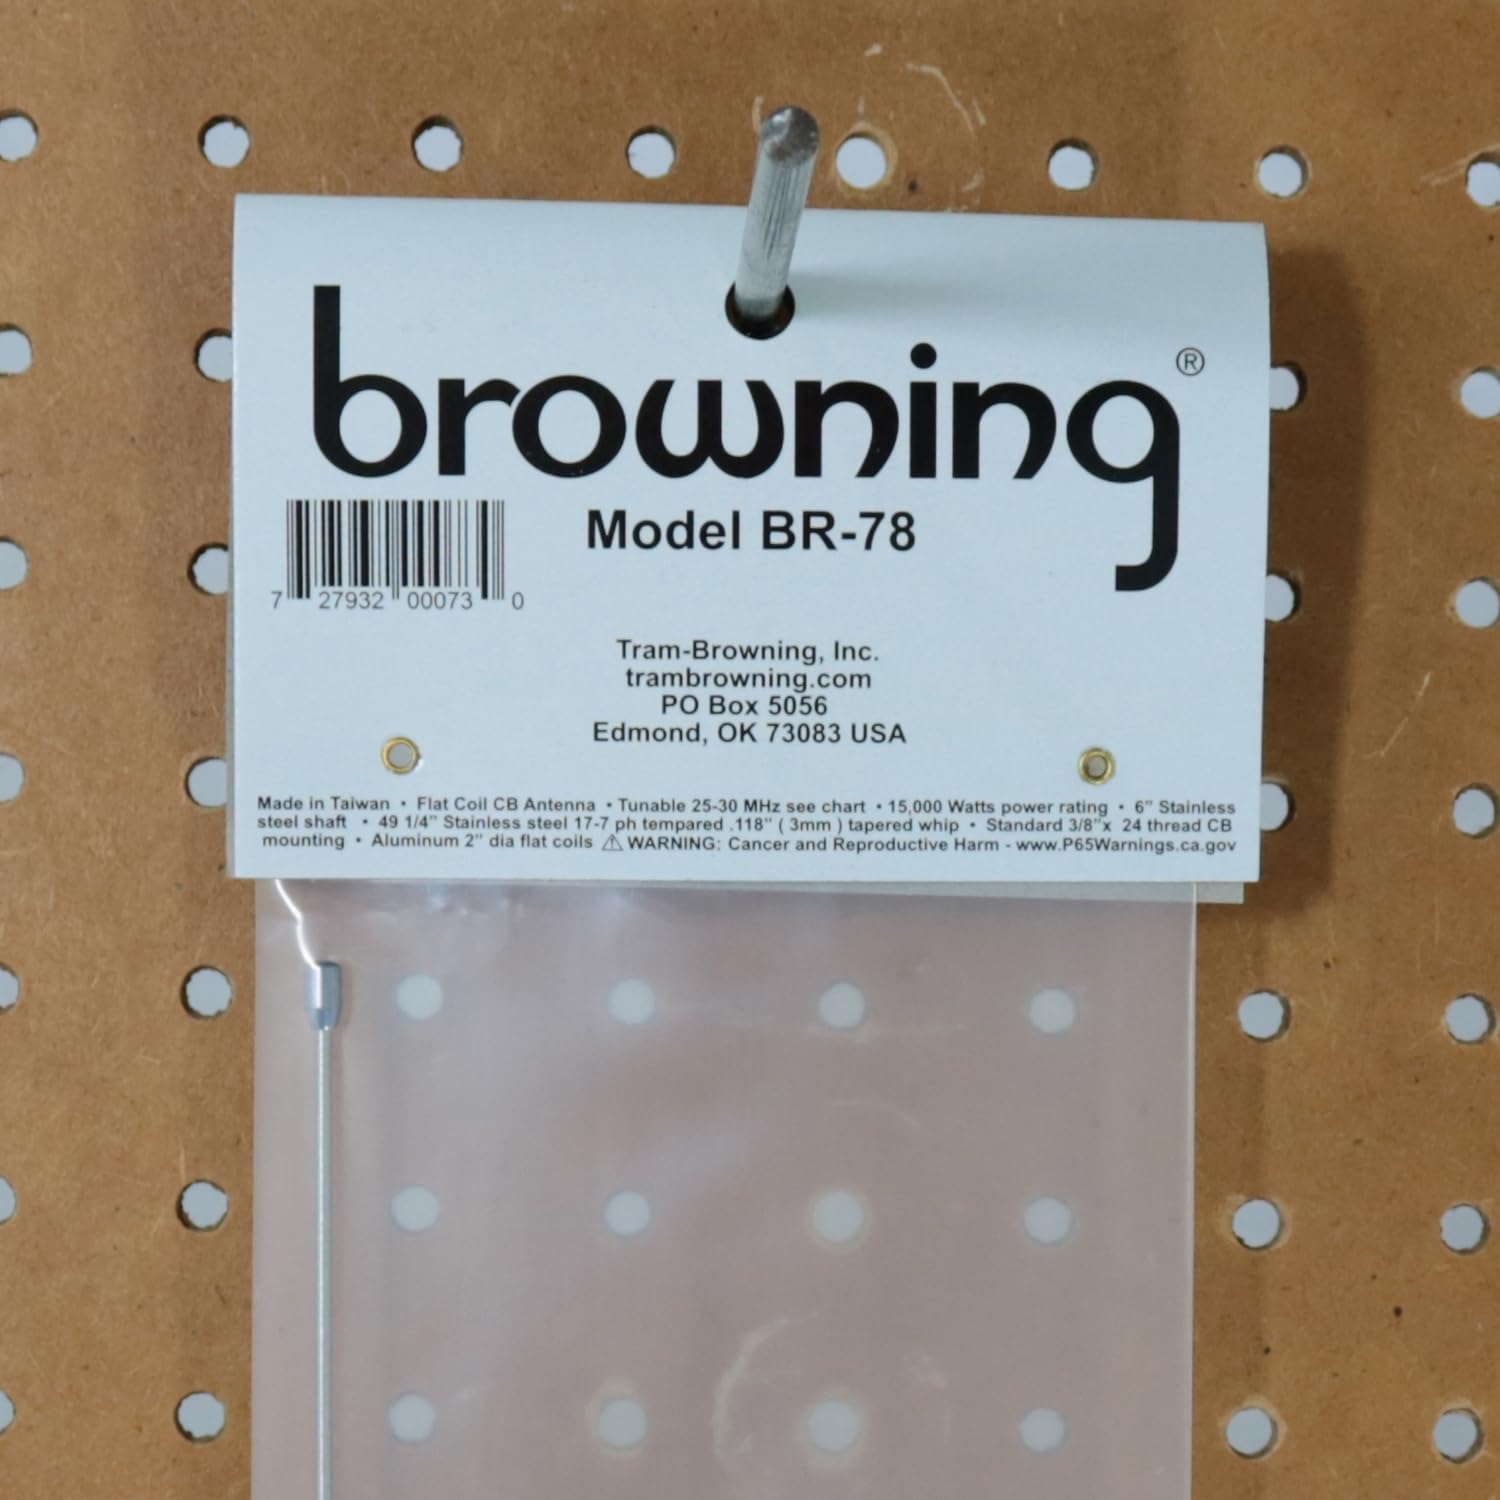 browning®
Model BR-78
7 27932 00073 0
Tram-Browning, Inc.
trambrowning.com
PO Box 5056
Edmond, OK 73083 USA
Made in Taiwan • Flat Coil CB Antenna • Tunable 25-30 MHz see chart • 15,000 Watts power rating • 6" Stainless
steel shaft • 49 1/4" Stainless steel 17-7 ph tempared .118" ( 3mm ) tapered whip • Standard 3/8"x 24 thread CB
mounting • Aluminum 2" dia flat coils ⚠ WARNING: Cancer and Reproductive Harm - www.P65Warnings.ca.gov